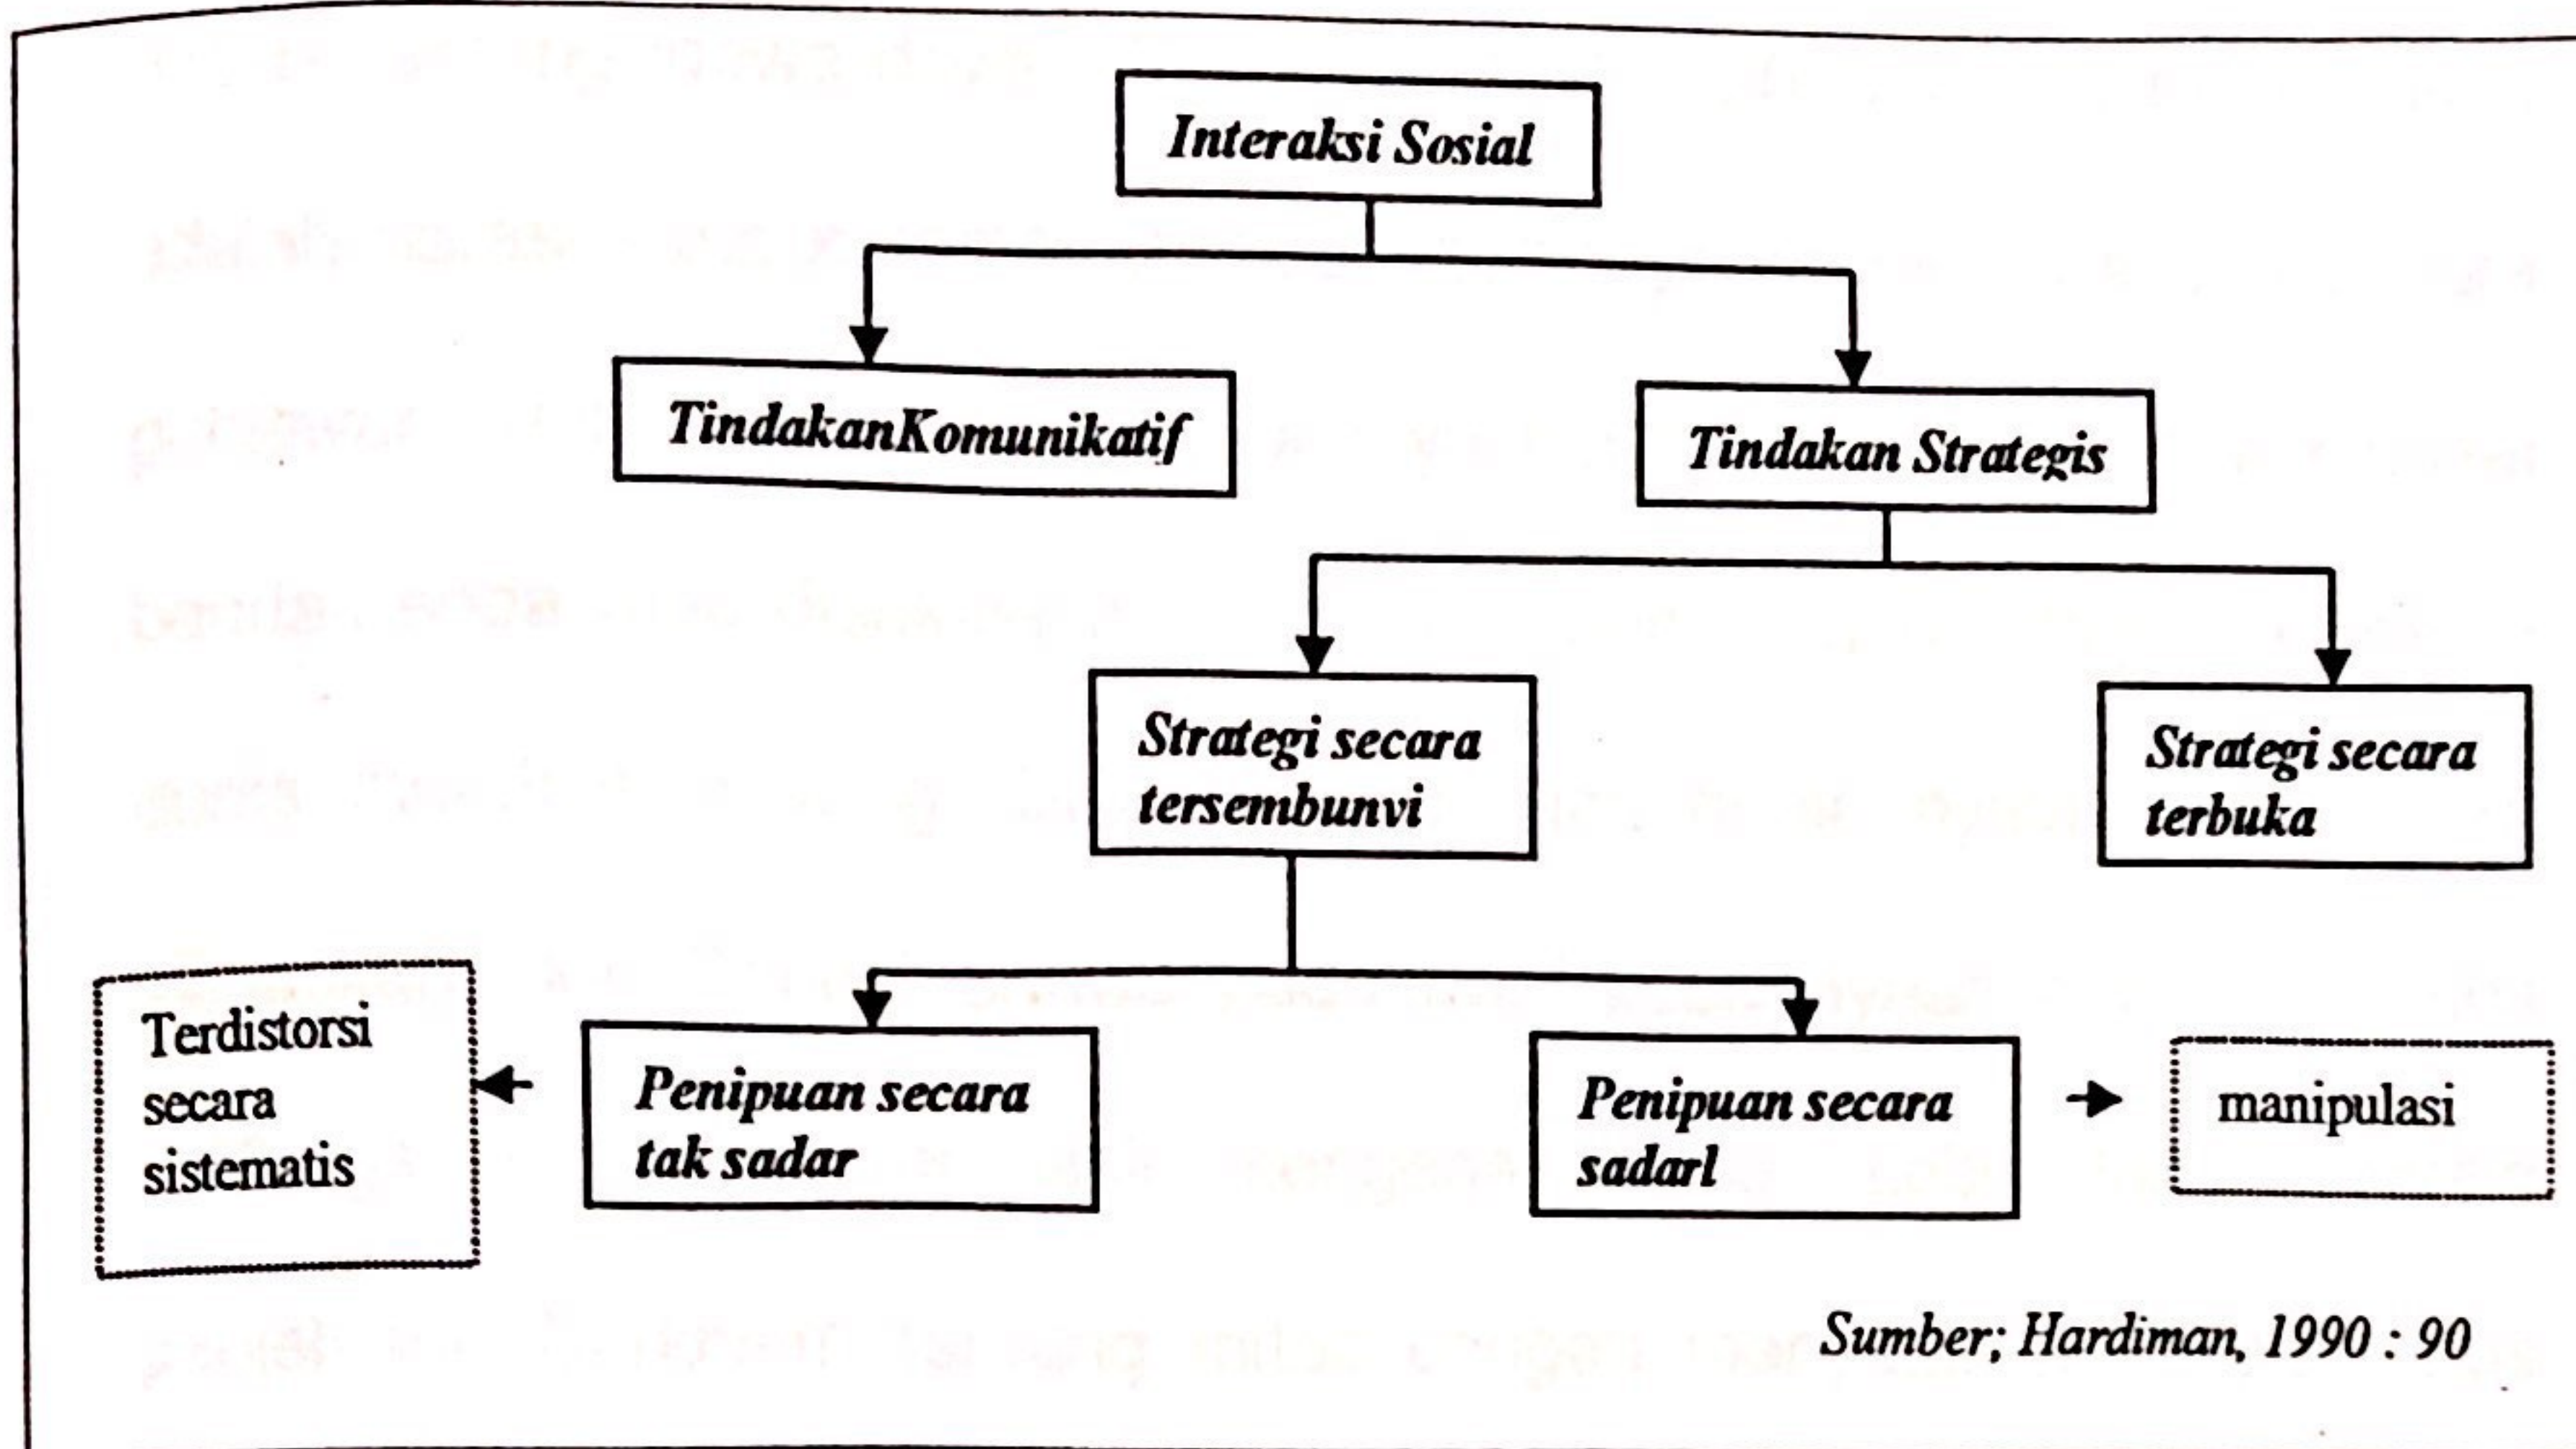 Interaksi Sosial
TindakanKomunikatif
Tindakan Strategis
Strategi secara
tersembunvi
Strategi secara
terbuka
Terdistorsi
secara
sistematis
Penipuan secara
tak sadar
Penipuan secara
sadarl
manipulasi
Sumber; Hardiman, 1990 : 90